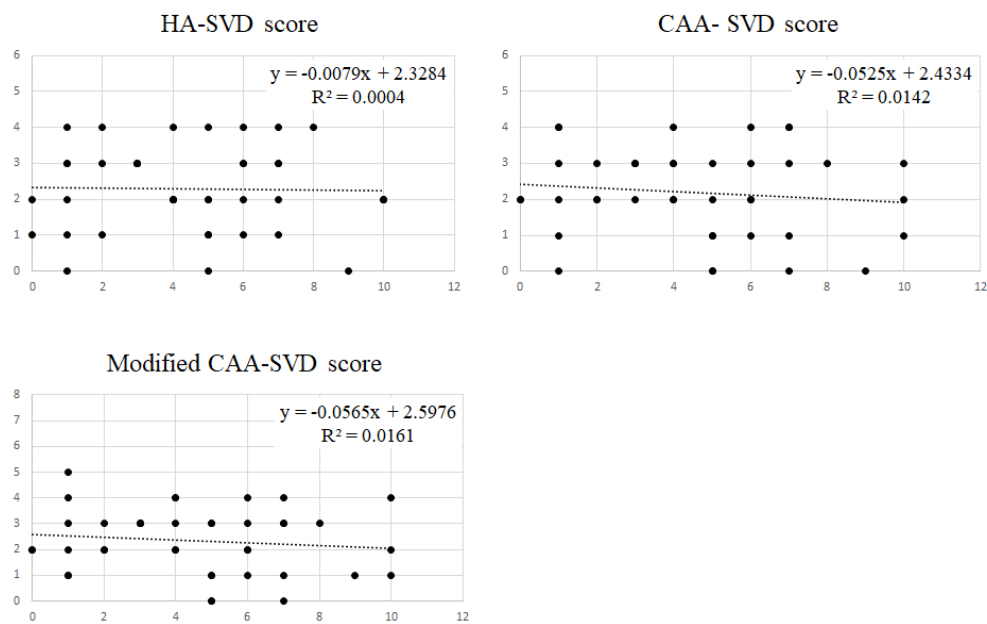 HA-SVD score
y = -0.0079x + 2.3284
R² = 0.0004
6
5
4
3
2
1
0
0 2 4 6 8 10 12
CAA- SVD score
y = -0.0525x + 2.4334
R² = 0.0142
6
5
4
3
2
1
0
0 2 4 6 8 10 12
Modified CAA-SVD score
y = -0.0565x + 2.5976
R² = 0.0161
8
7
6
5
4
3
2
1
0
0 2 4 6 8 10 12